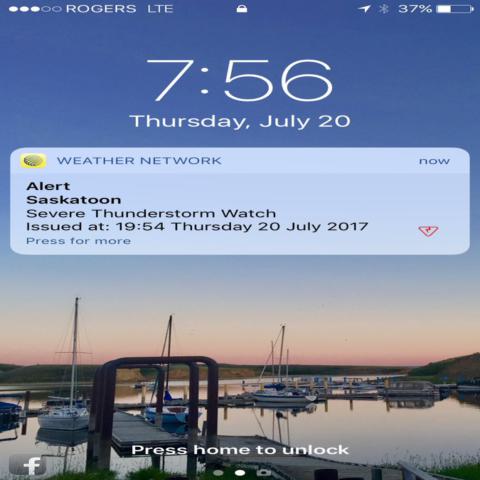 ROGERS LTE 37%
7:56
Thursday, July 20
WEATHER NETWORK now
Alert
Saskatoon
Severe Thunderstorm Watch
Issued at: 19:54 Thursday 20 July 2017
Press for more
Press home to unlock
f